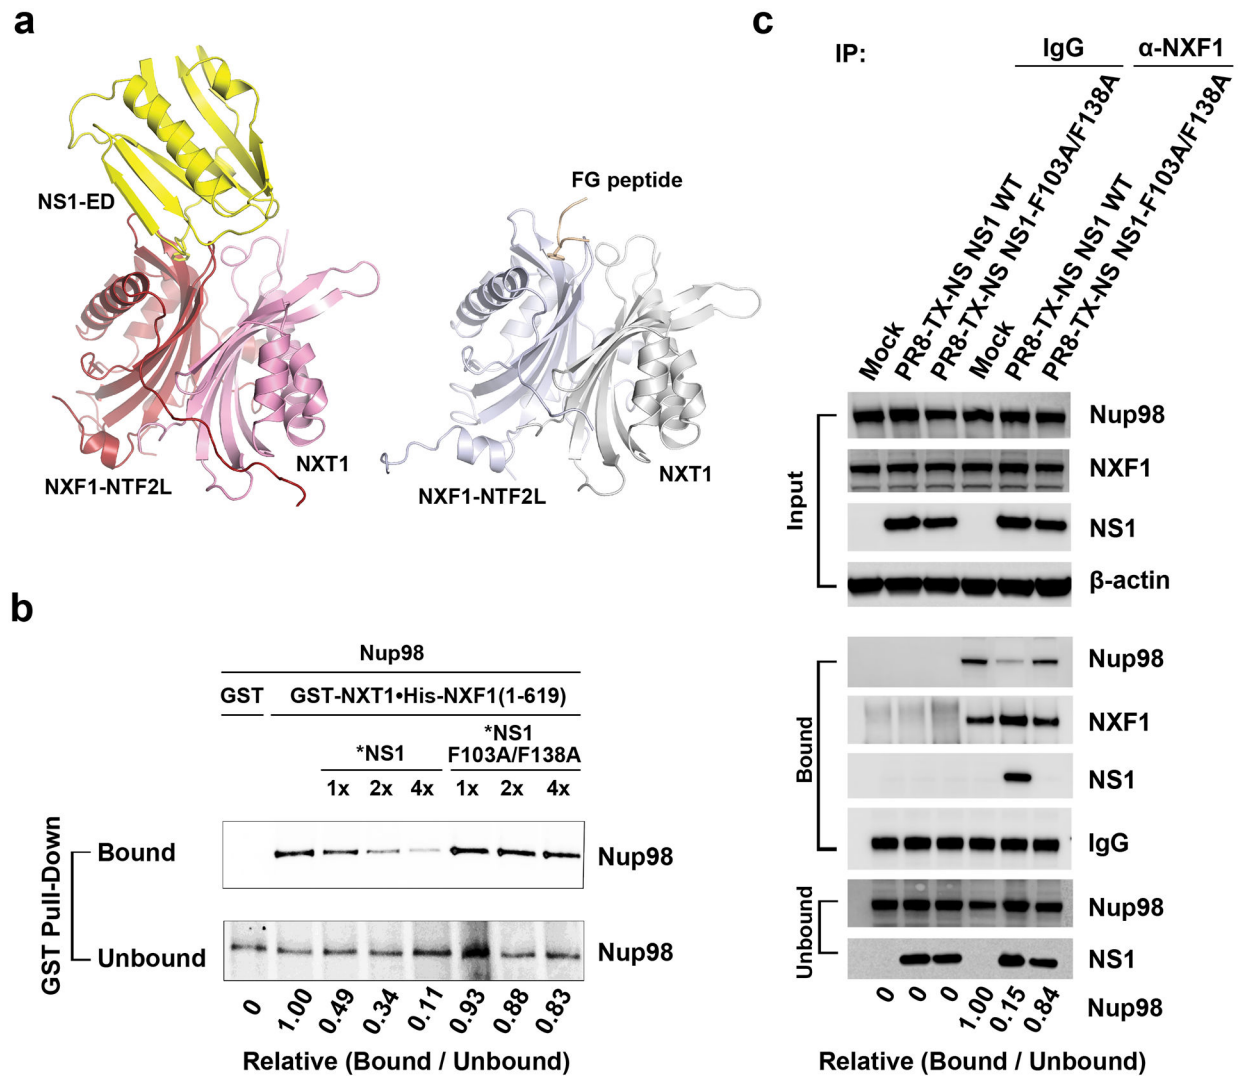 a
NS1-ED
NXF1-NTF2L
NXT1
FG peptide
NXF1-NTF2L
NXT1
b
Nup98
GST GST-NXT1•His-NXF1(1-619)
*NS1
*NS1
F103A/F138A
1x 2x 4x 1x 2x 4x
GST Pull-Down
Bound
Nup98
Unbound
Nup98
0 1.00 0.49 0.34 0.11 0.93 0.88 0.83
Relative (Bound / Unbound)
c
IP:
IgG
α-NXF1
Mock
PR8-TX-NS NS1 WT
PR8-TX-NS NS1-F103A/F138A
Mock
PR8-TX-NS NS1 WT
PR8-TX-NS NS1-F103A/F138A
Input
Nup98
NXF1
NS1
β-actin
Bound
Nup98
NXF1
NS1
IgG
Unbound
Nup98
NS1
0 0 0 1.00 0.15 0.84 Nup98
Relative (Bound / Unbound)